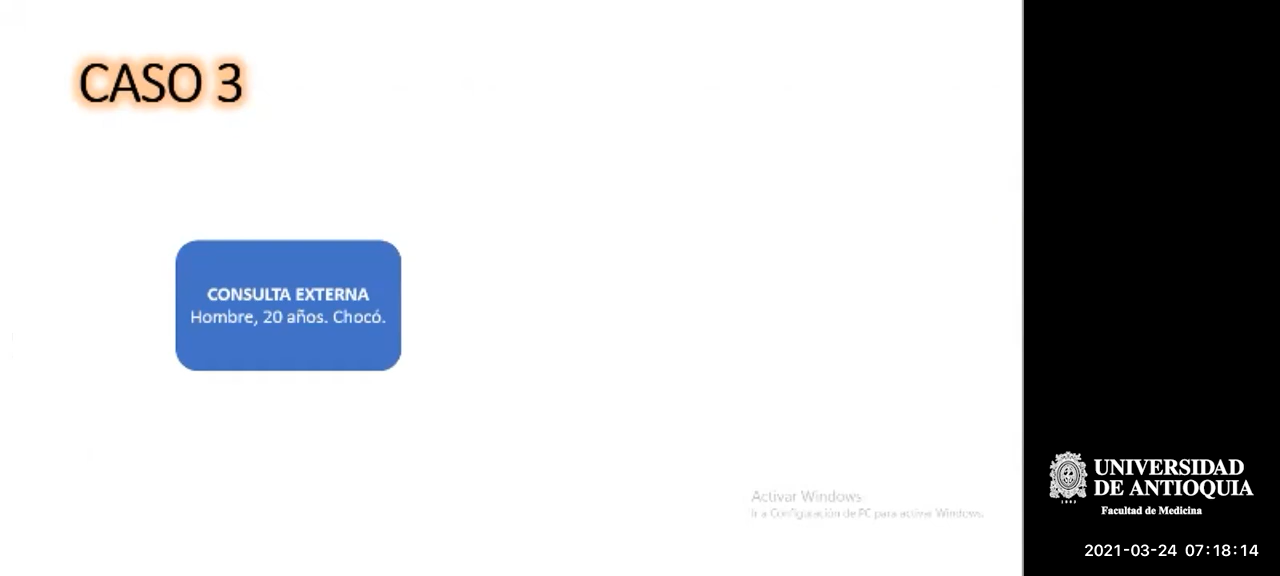 CASO 3
CONSULTA EXTERNA
Hombre, 20 años. Chocó.
Activar Windows
Ir a Configuración de PC para activar Windows.
UNIVERSIDAD
DE ANTIOQUIA
1803
Facultad de Medicina
2021-03-24 07:18:14